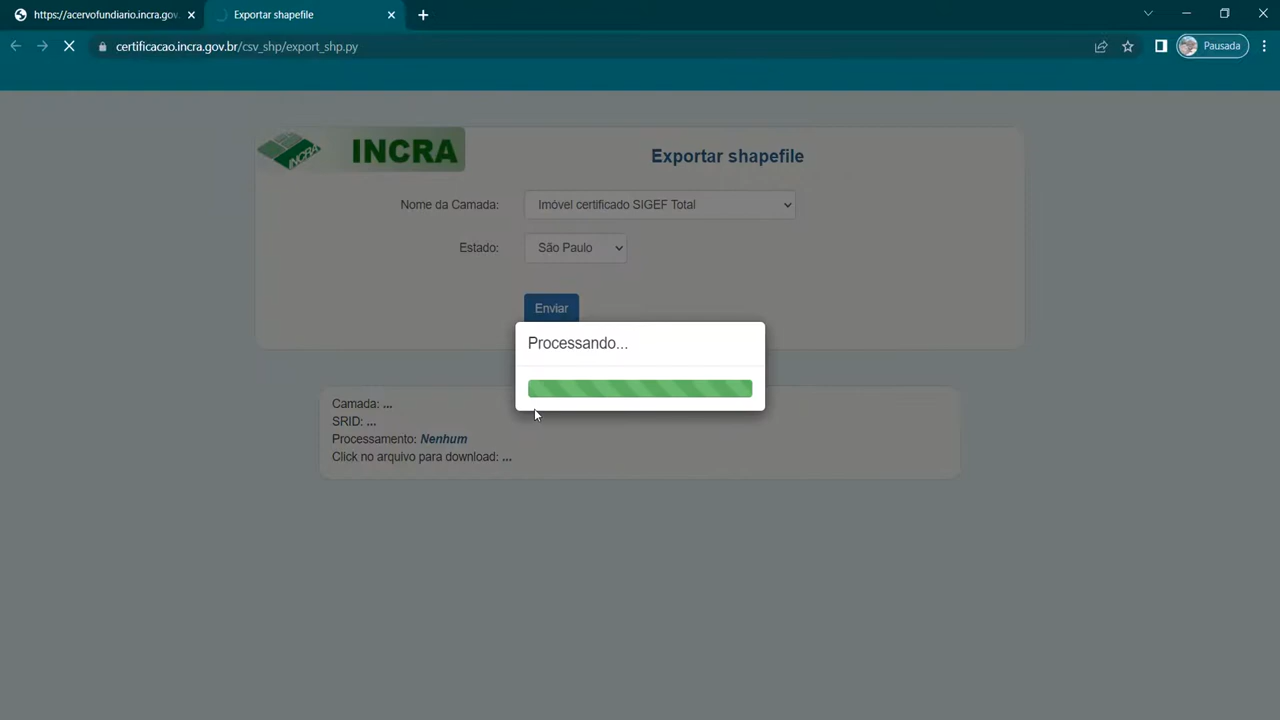 https://acervofundiario.incra.gov.
Exportar shapefile
certificacao.incra.gov.br/csv_shp/export_shp.py
Pausada
INCRA
INCRA
Exportar shapefile
Nome da Camada:
Imóvel certificado SIGEF Total
Estado:
São Paulo
Enviar
Processando...
Camada: ...
SRID: ...
Processamento: Nenhum
Click no arquivo para download: ...